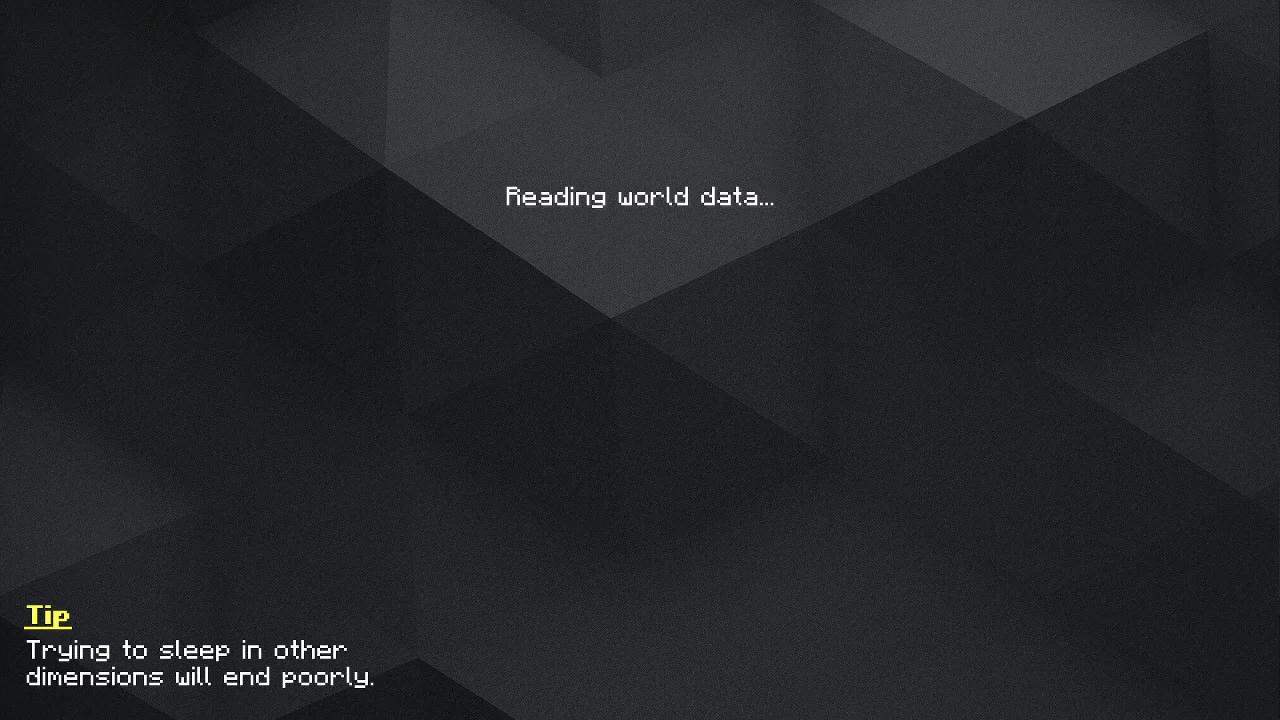 Reading world data...
Tip
Trying to sleep in other
dimensions will end poorly.